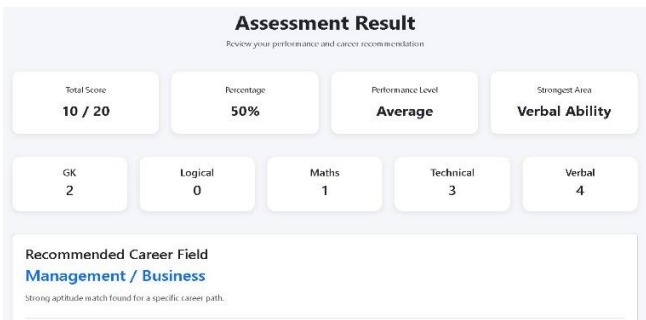 Assessment Result
Review your performance and career recommendation
Total Score
10 / 20
Percentage
50%
Performance Level
Average
Strongest Area
Verbal Ability
GK
2
Logical
0
Maths
1
Technical
3
Verbal
4
Recommended Career Field
Management / Business
Strong aptitude match found for a specific career path.